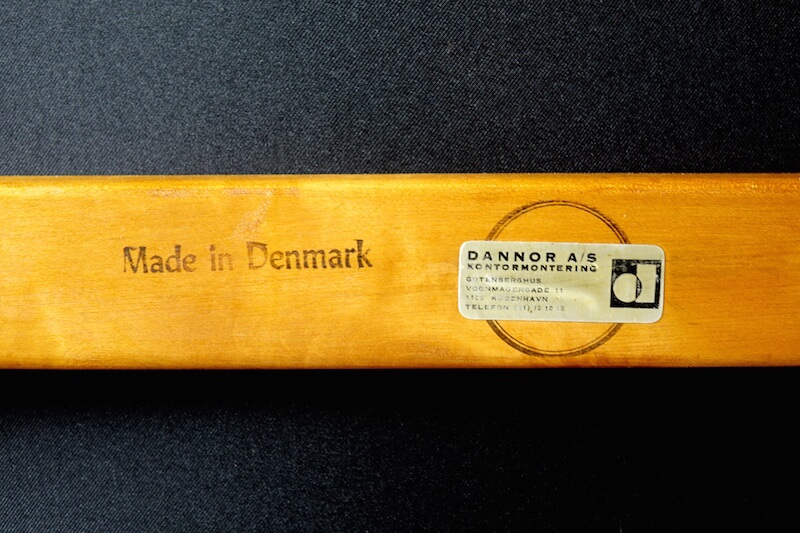 Made in Denmark
DANNOR A/S
KONTORMONTERING
GUTENBERGHUS
VOGNMAGERGADE 11
KØBENHAVN
TELEFON